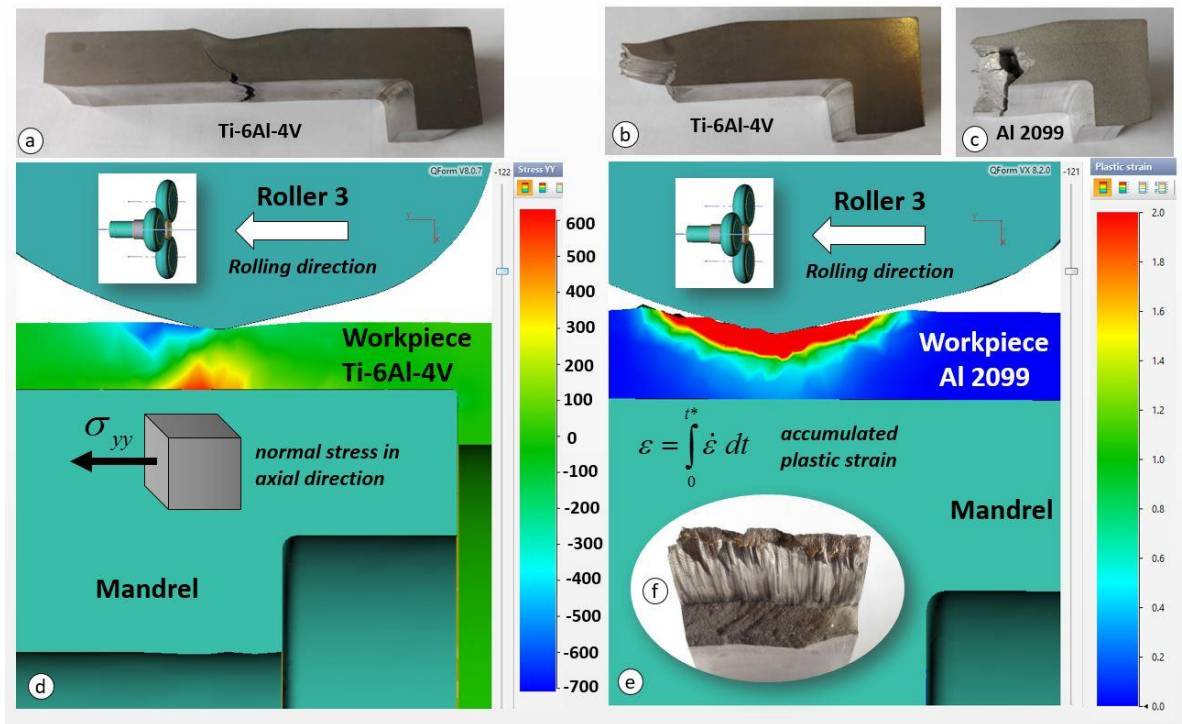 Ti-6Al-4V
a
Ti-6Al-4V
b
Al 2099
c
QForm V8.0.7
-122
Stress YY
Roller 3
Rolling direction
Y
X
Workpiece
Ti-6Al-4V
σyy
normal stress in
axial direction
Mandrel
d
600
500
400
300
200
100
0
-100
-200
-300
-400
-500
-600
-700
QForm VX 8.2.0
-121
Plastic strain
Roller 3
Rolling direction
Y
X
Workpiece
Al 2099
ε = ∫ ε̇ dt
t*
0
accumulated
plastic strain
Mandrel
f
e
2.0
1.8
1.6
1.4
1.2
1.0
0.8
0.6
0.4
0.2
0.0